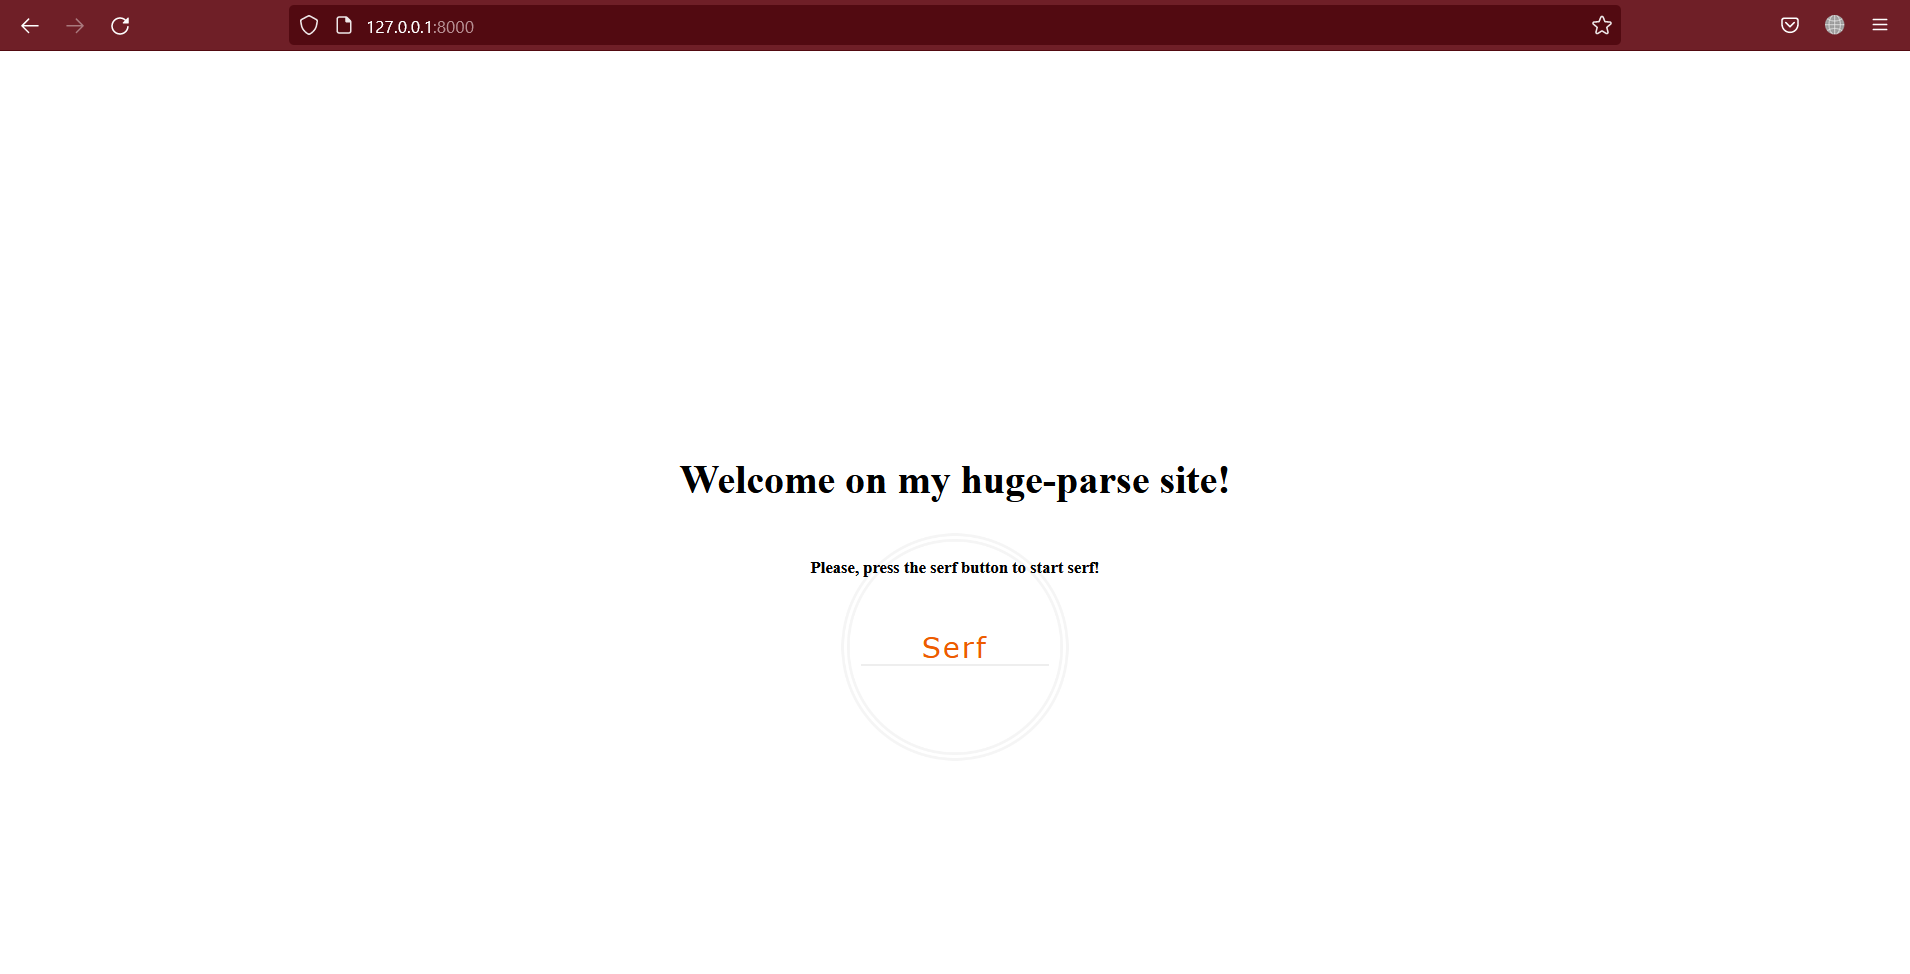 127.0.0.1:8000
Welcome on my huge-parse site!
Please, press the serf button to start serf!
Serf